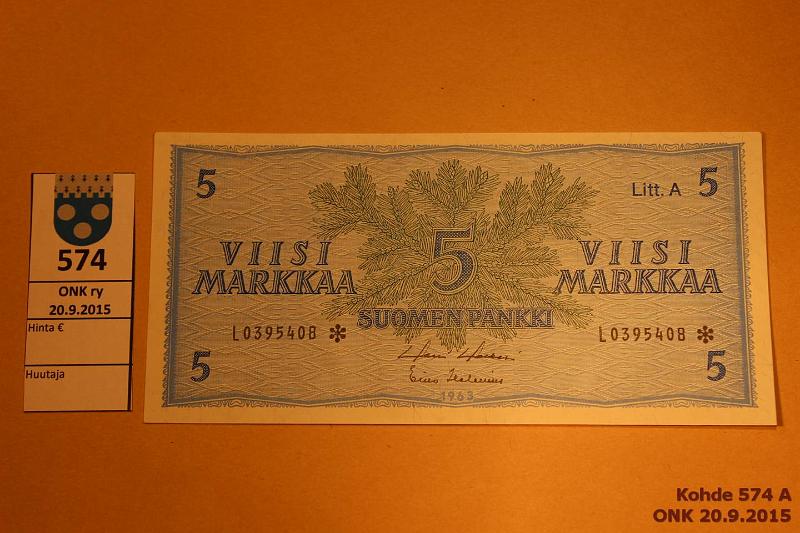 574
ONK ry
20.9.2015
Hinta €
Huutaja
5
Litt. A 5
VIISI
MARKKAA
5
VIISI
MARKKAA
SUOMEN PANKKI
L0395408 *
L0395408 *
5
5
1963
Kohde 574 A
ONK 20.9.2015